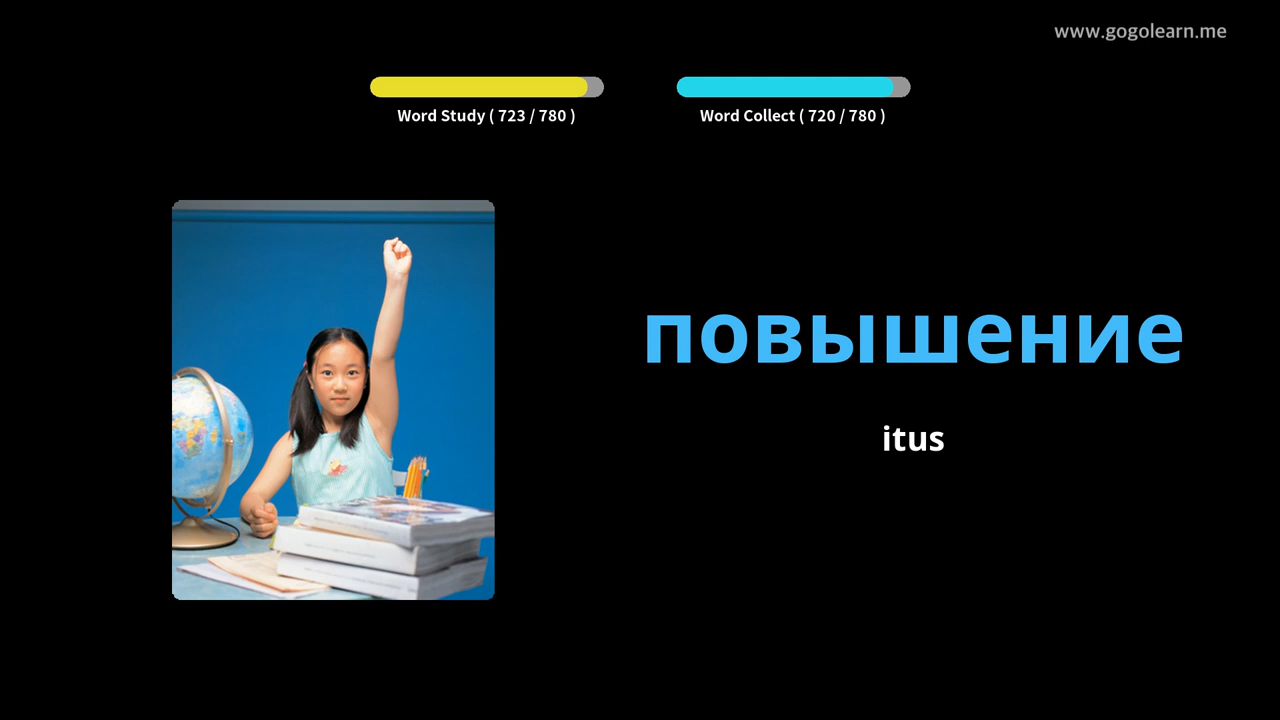 www.gogolearn.me
Word Study ( 723 / 780 )
Word Collect ( 720 / 780 )
повышение
itus